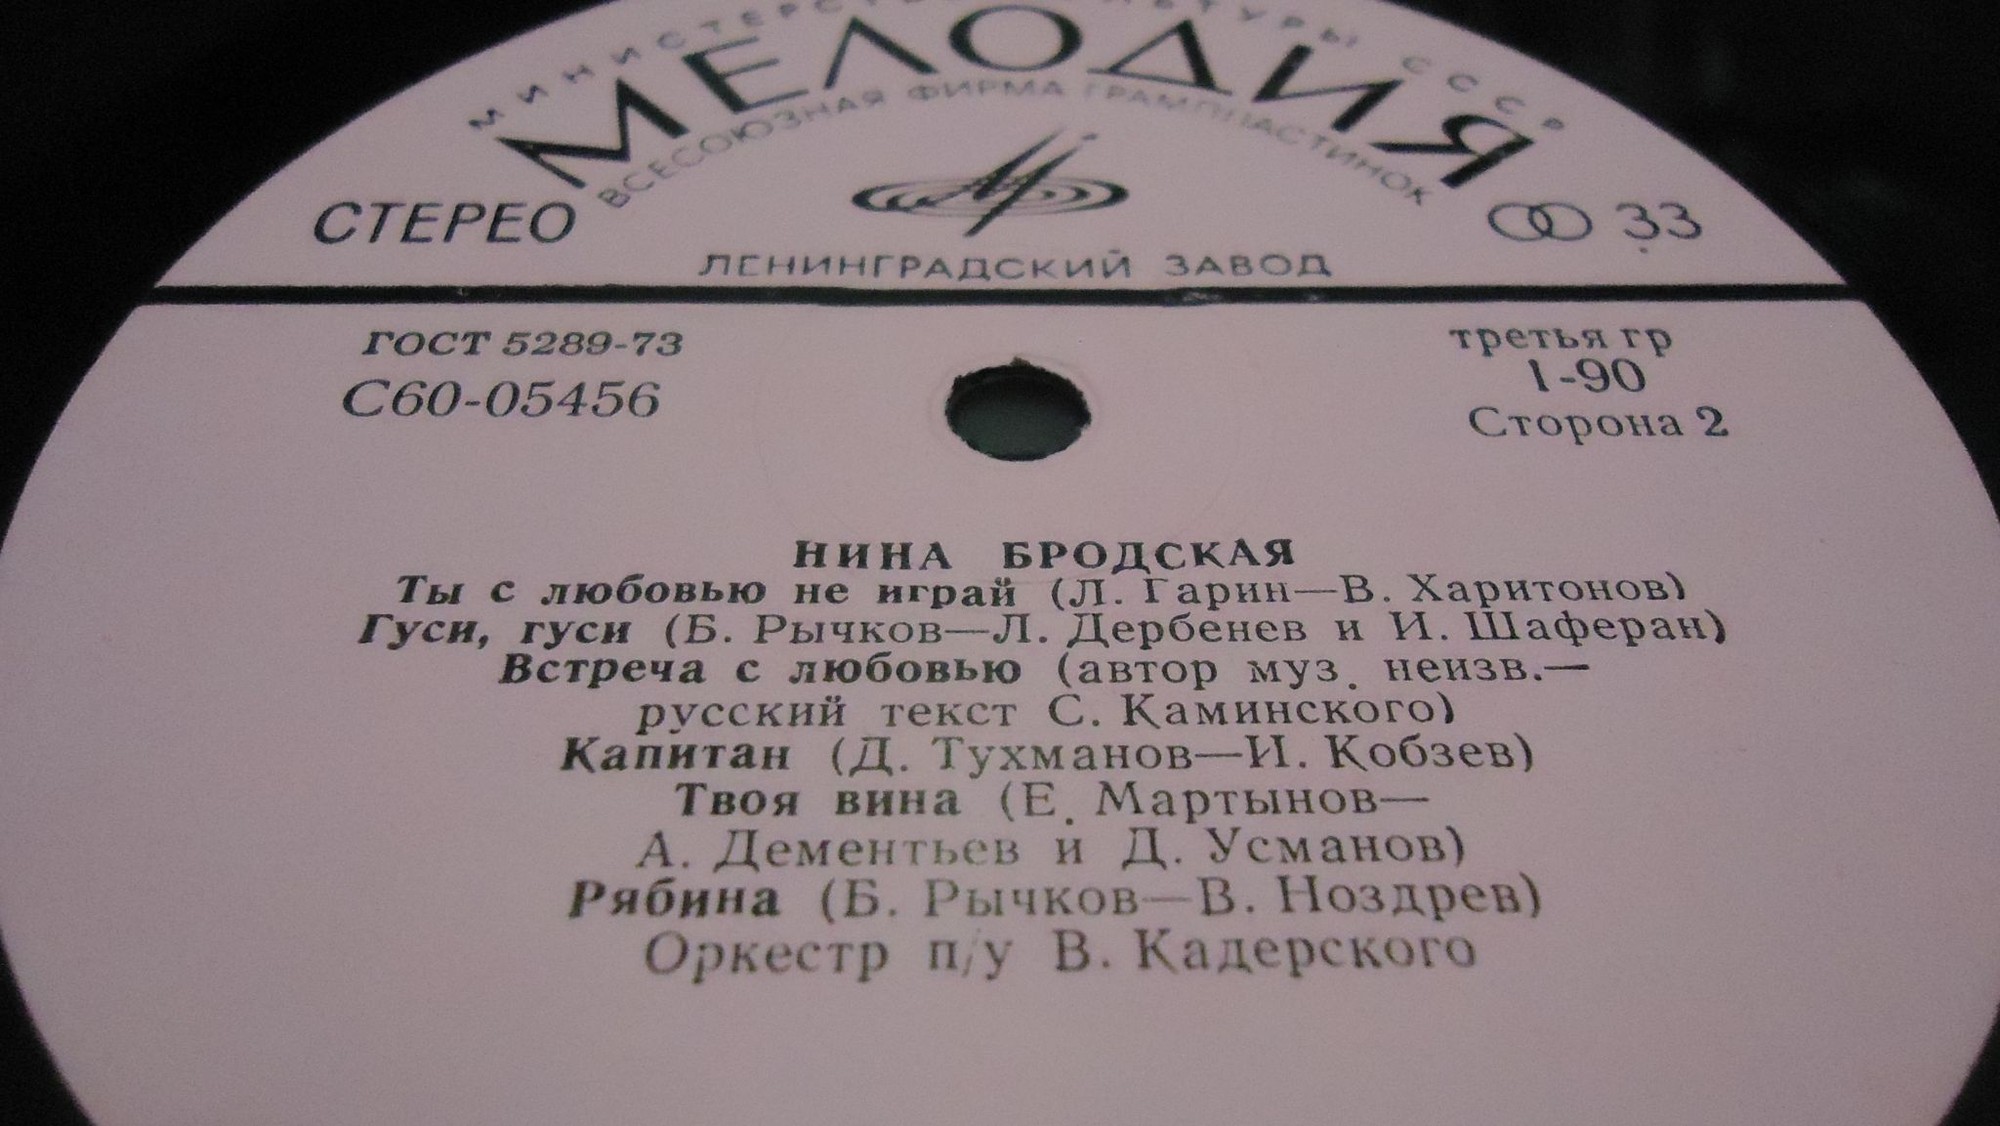 МИНИСТЕРСТВО КУЛЬТУРЫ СССР
МЕЛОДИЯ
ВСЕСОЮЗНАЯ ФИРМА ГРАМПЛАСТИНОК
СТЕРЕО
33
ЛЕНИНГРАДСКИЙ ЗАВОД
ГОСТ 5289-73
С60-05456
третья гр
1-90
Сторона 2
НИНА БРОДСКАЯ
Ты с любовью не играй (Л. Гарин—В. Харитонов)
Гуси, гуси (Б. Рычков—Л. Дербенев и И. Шаферан)
Встреча с любовью (автор муз. неизв.—
русский текст С. Каминского)
Капитан (Д. Тухманов—И. Кобзев)
Твоя вина (Е. Мартынов—
А. Дементьев и Д. Усманов)
Рябина (Б. Рычков—В. Ноздрев)
Оркестр п/у В. Кадерского